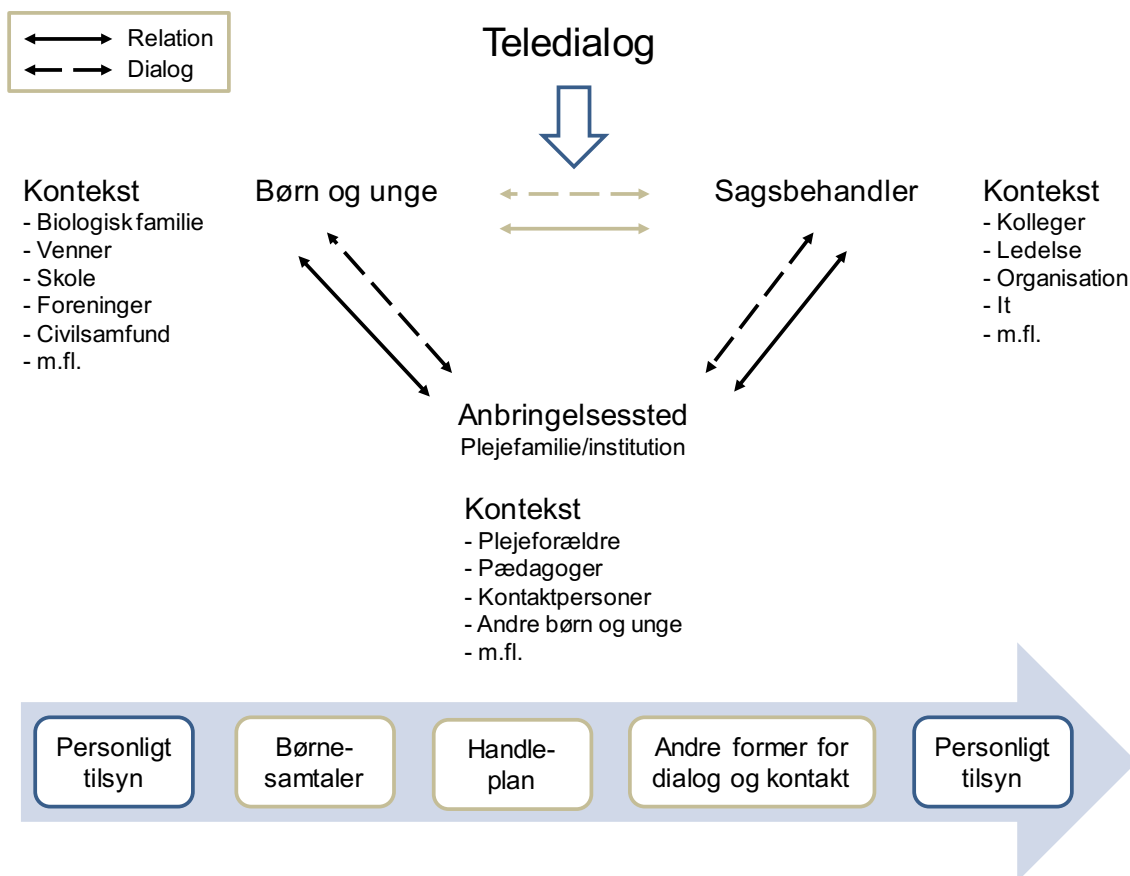 Relation
Dialog
Teledialog
Kontekst
- Biologisk familie
- Venner
- Skole
- Foreninger
- Civilsamfund
- m.fl.
Børn og unge
Sagsbehandler
Kontekst
- Kolleger
- Ledelse
- Organisation
- It
- m.fl.
Anbringelsessted
Plejefamilie/institution
Kontekst
- Plejeforældre
- Pædagoger
- Kontaktpersoner
- Andre børn og unge
- m.fl.
Personligt
tilsyn
Børne-
samtaler
Handle-
plan
Andre former for
dialog og kontakt
Personligt
tilsyn